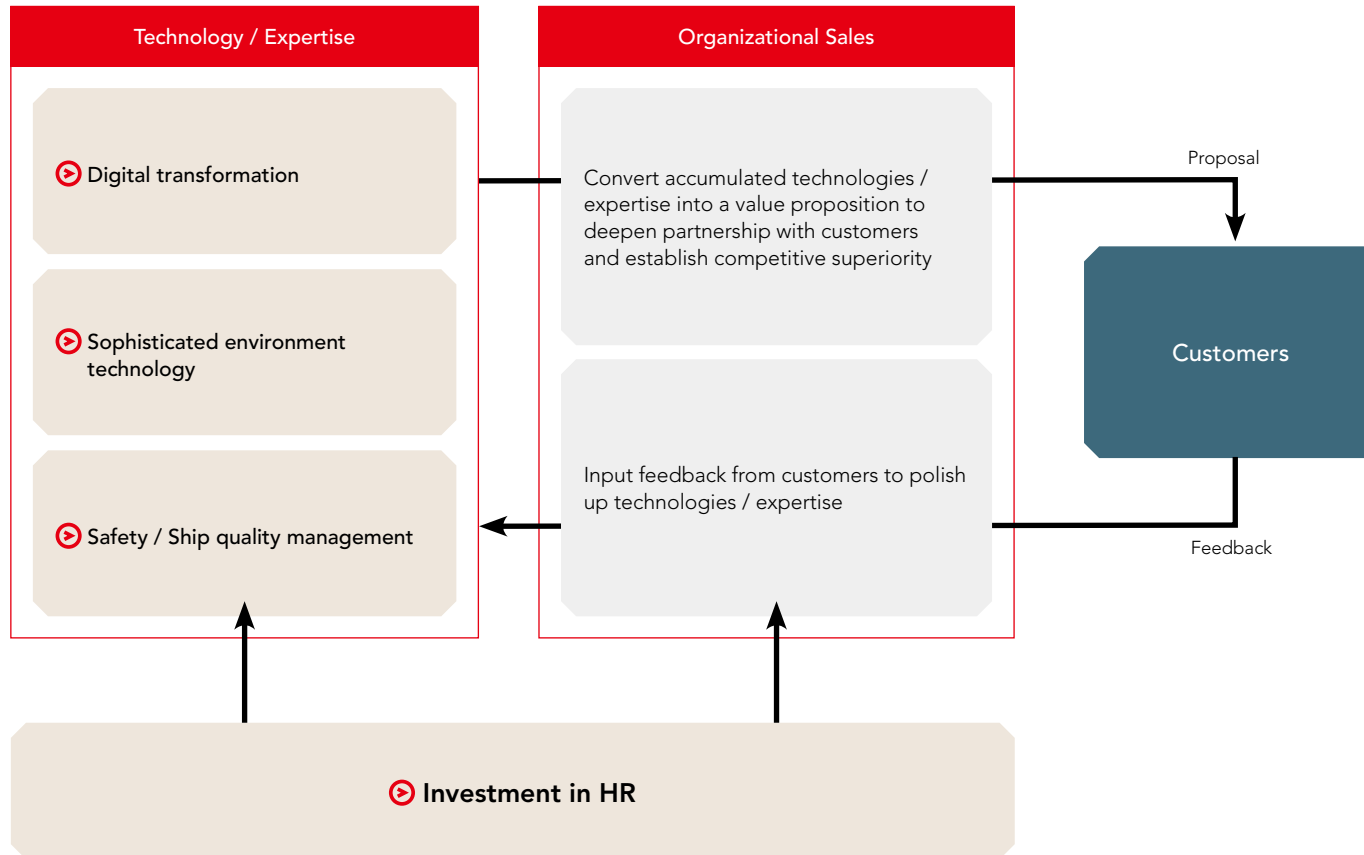 Technology / Expertise
Digital transformation
Sophisticated environment
technology
Safety / Ship quality management
Organizational Sales
Convert accumulated technologies /
expertise into a value proposition to
deepen partnership with customers
and establish competitive superiority
Input feedback from customers to polish
up technologies / expertise
Proposal
Customers
Feedback
Investment in HR